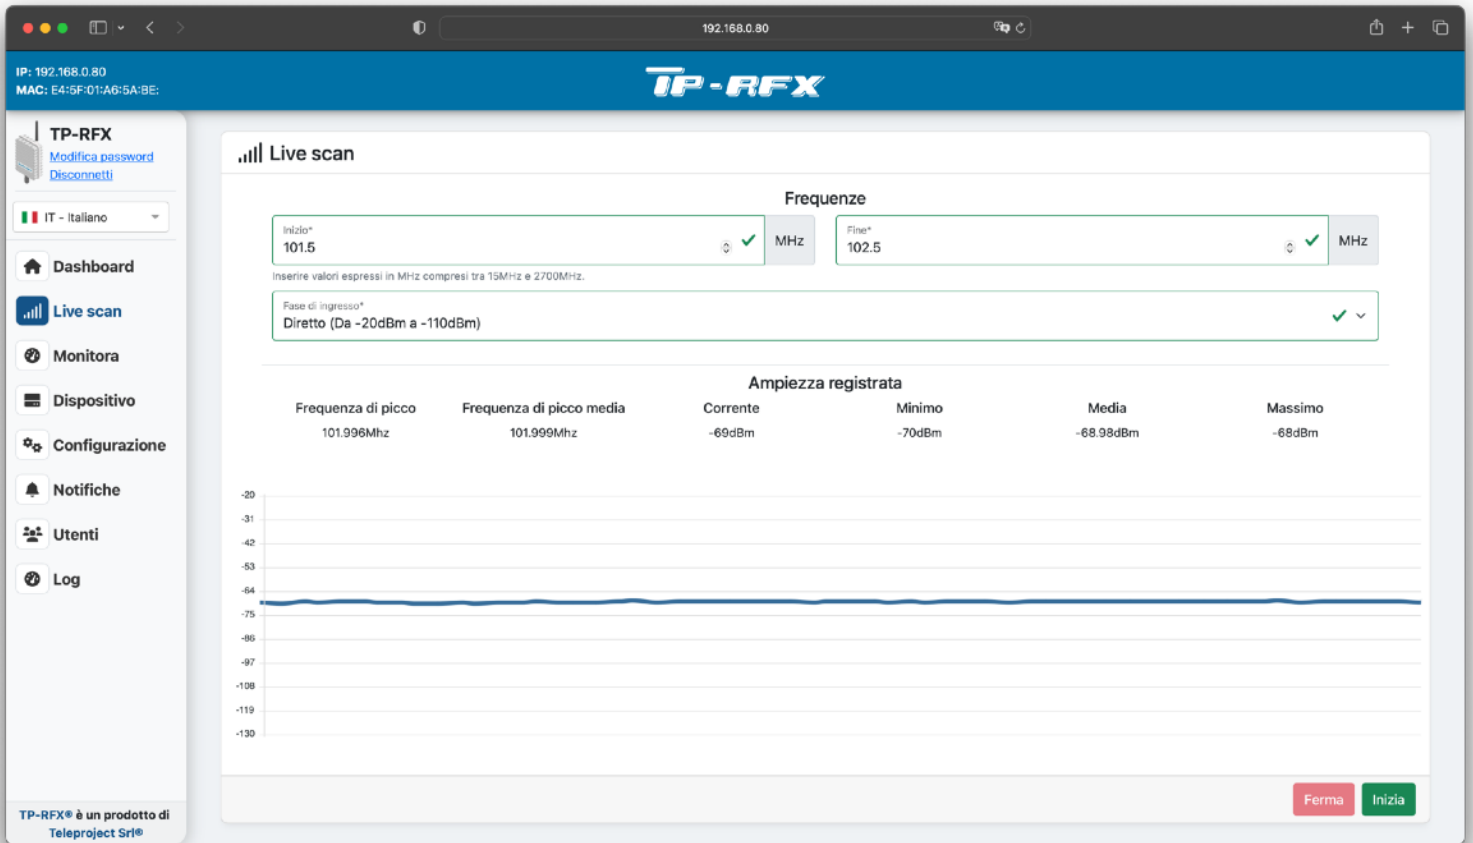 192.168.0.80
IP: 192.168.0.80
MAC: E4:5F:01:A6:5A:BE:
TP-RFX
TP-RFX
Modifica password
Disconnetti
IT - Italiano
Dashboard
Live scan
Monitora
Dispositivo
Configurazione
Notifiche
Utenti
Log
TP-RFX® è un prodotto di
Teleproject Srl®
Live scan
Frequenze
Inizio*
101.5
MHz
Fine*
102.5
MHz
Inserire valori espressi in MHz compresi tra 15MHz e 2700MHz.
Fase di ingresso*
Diretto (Da -20dBm a -110dBm)
Ampiezza registrata
Frequenza di picco Frequenza di picco media Corrente Minimo Media Massimo
101.996Mhz 101.999Mhz -69dBm -70dBm -68.98dBm -68dBm
-20
-31
-42
-53
-64
-75
-86
-97
-108
-119
-130
Ferma Inizia